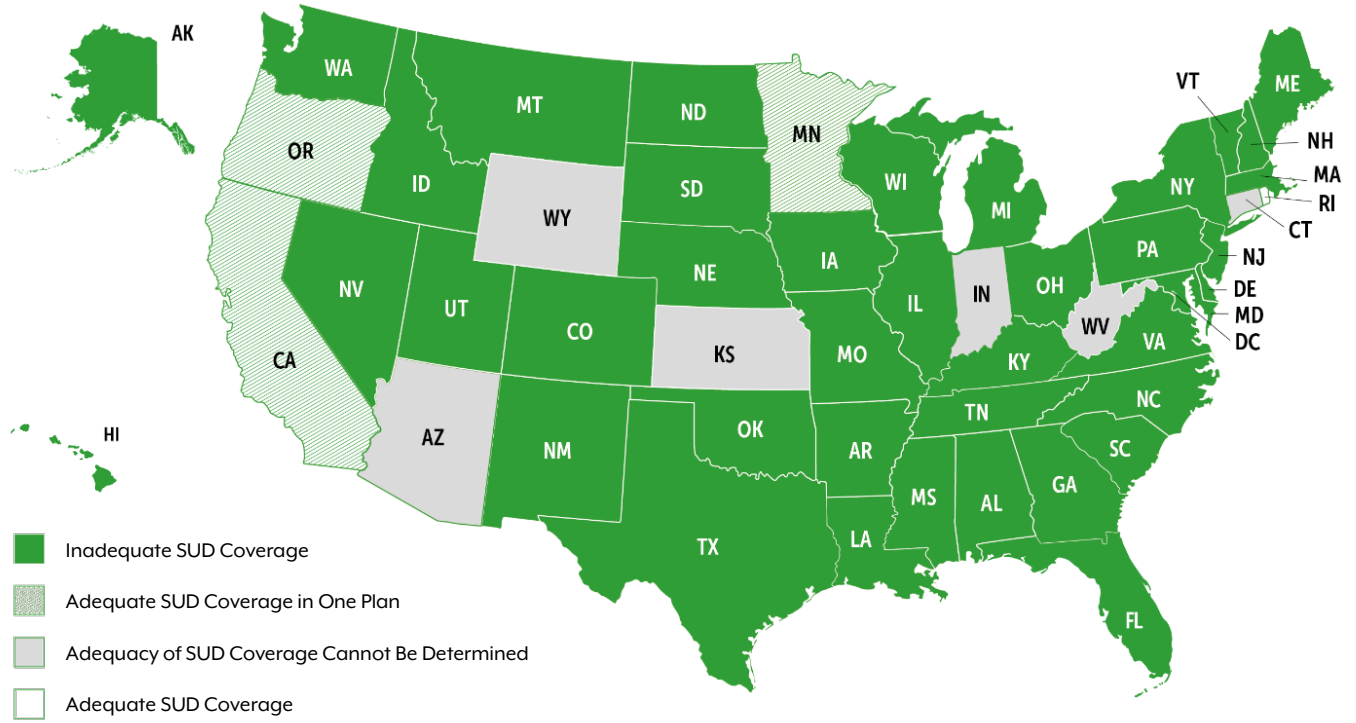 AK
WA
MT
ND
MN
VT
ME
OR
ID
WY
SD
WI
MI
NY
NH
MA
RI
CT
NV
UT
CO
NE
IA
IL
IN
OH
PA
NJ
DE
MD
DC
CA
KS
MO
KY
WV
VA
HI
AZ
NM
OK
AR
TN
NC
SC
TX
LA
MS
AL
GA
FL
Inadequate SUD Coverage
Adequate SUD Coverage in One Plan
Adequacy of SUD Coverage Cannot Be Determined
Adequate SUD Coverage